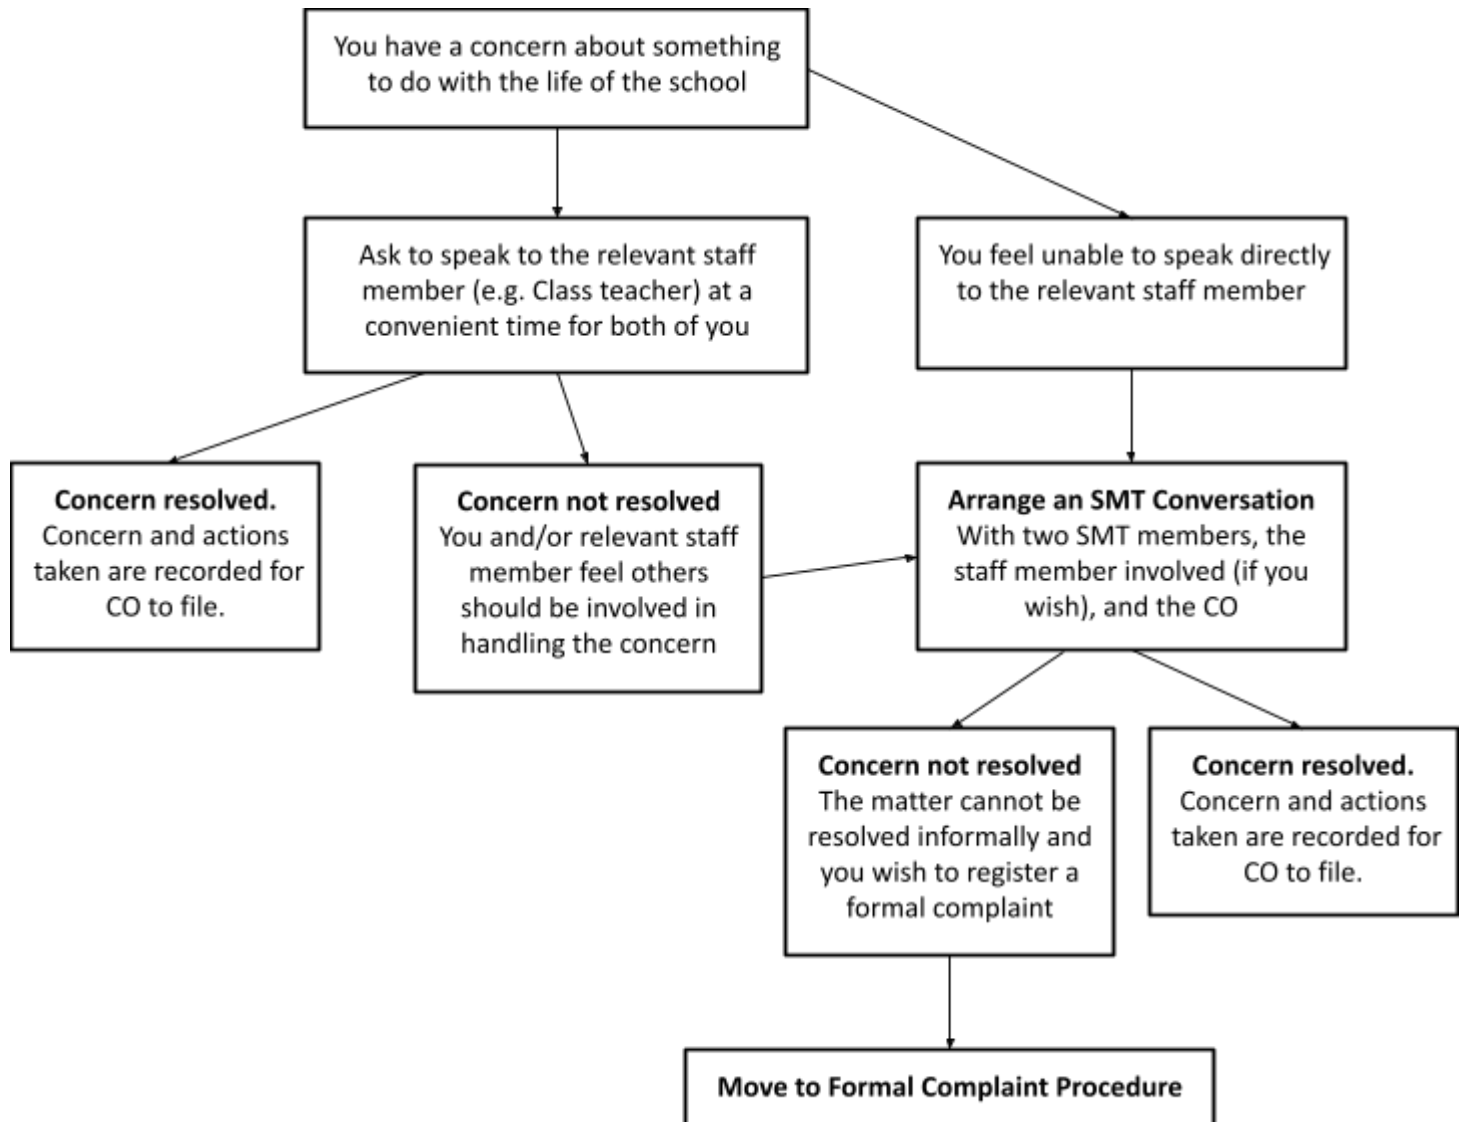 You have a concern about something
to do with the life of the school
Ask to speak to the relevant staff
member (e.g. Class teacher) at a
convenient time for both of you
You feel unable to speak directly
to the relevant staff member
Concern resolved.
Concern and actions
taken are recorded for
CO to file.
Concern not resolved
You and/or relevant staff
member feel others
should be involved in
handling the concern
Arrange an SMT Conversation
With two SMT members, the
staff member involved (if you
wish), and the CO
Concern not resolved
The matter cannot be
resolved informally and
you wish to register a
formal complaint
Concern resolved.
Concern and actions
taken are recorded for
CO to file.
Move to Formal Complaint Procedure